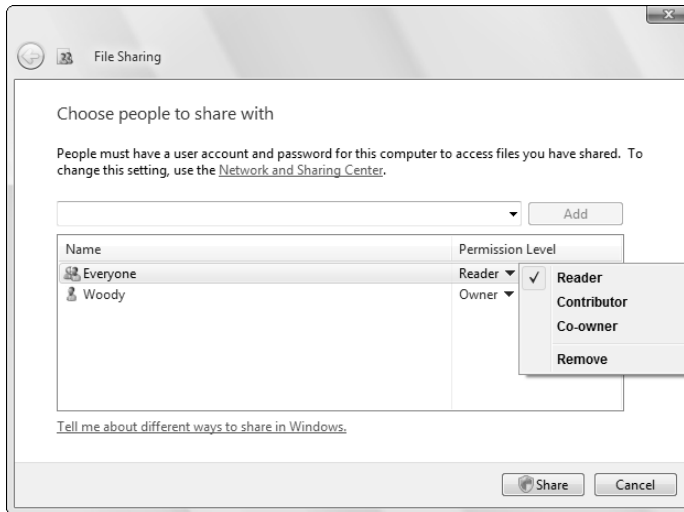 File Sharing
Choose people to share with
People must have a user account and password for this computer to access files you have shared. To
change this setting, use the Network and Sharing Center.
Add
Name Permission Level
Everyone Reader
Woody Owner
Reader
Contributor
Co-owner
Remove
Tell me about different ways to share in Windows.
Share Cancel